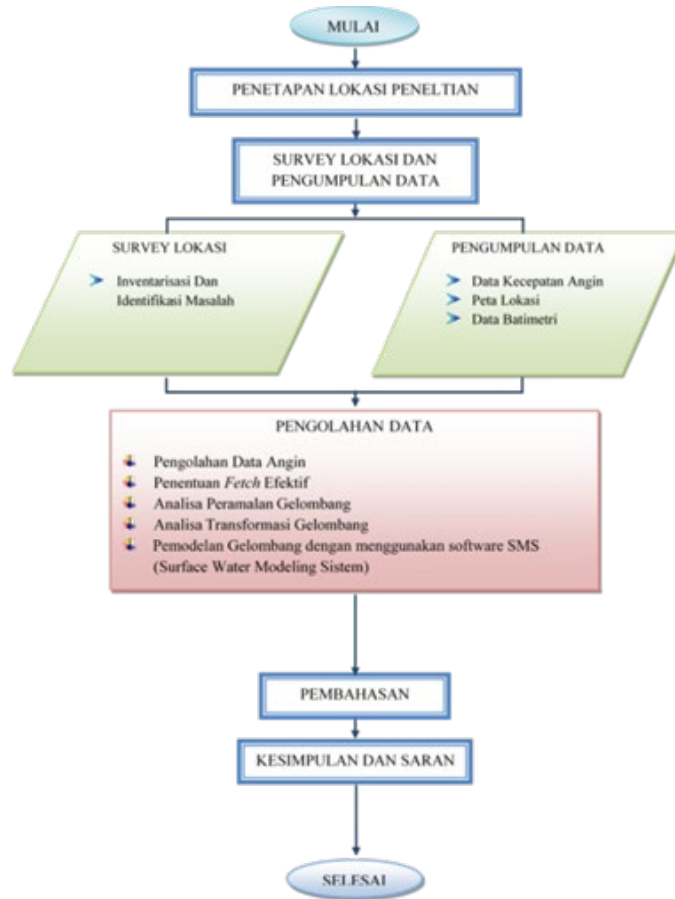 MULAI
PENETAPAN LOKASI PENELTIAN
SURVEY LOKASI DAN
PENGUMPULAN DATA
SURVEY LOKASI
Inventarisasi Dan
Identifikasi Masalah
PENGUMPULAN DATA
Data Kecepatan Angin
Peta Lokasi
Data Batimetri
PENGOLAHAN DATA
Pengolahan Data Angin
Penentuan Fetch Efektif
Analisa Peramalan Gelombang
Analisa Transformasi Gelombang
Pemodelan Gelombang dengan menggunakan software SMS
(Surface Water Modeling Sistem)
PEMBAHASAN
KESIMPULAN DAN SARAN
SELESAI